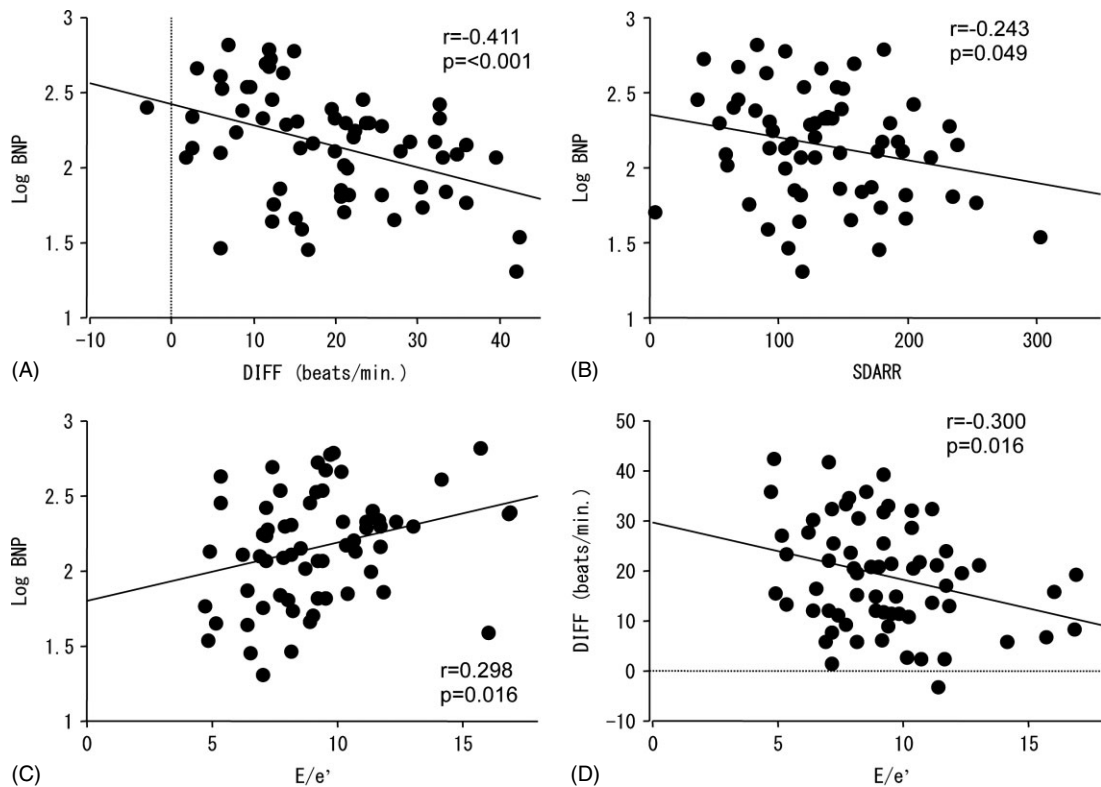 3
2.5
2
1.5
1
Log BNP
r=-0.411
p=<0.001
-10 0 10 20 30 40
DIFF (beats/min.)
(A)
3
2.5
2
1.5
1
Log BNP
r=-0.243
p=0.049
0 100 200 300
SDARR
(B)
3
2.5
2
1.5
1
Log BNP
r=0.298
p=0.016
0 5 10 15
E/e’
(C)
50
40
30
20
10
0
-10
DIFF (beats/min.)
r=-0.300
p=0.016
0 5 10 15
E/e’
(D)